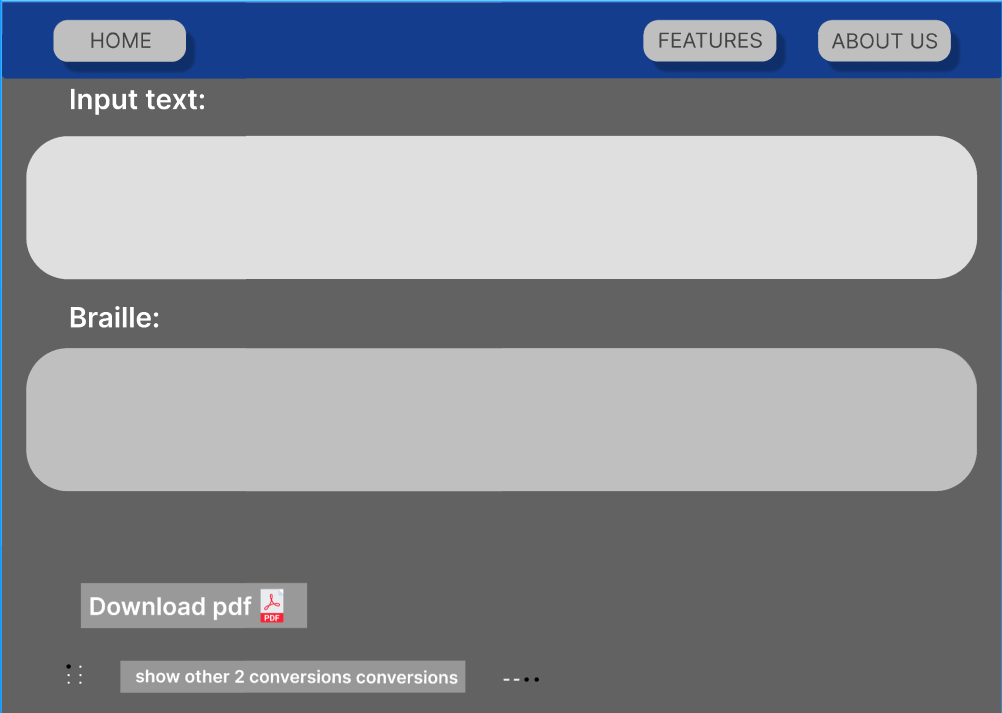 HOME
FEATURES
ABOUT US
Input text:
Braille:
Download pdf PDF
show other 2 conversions conversions